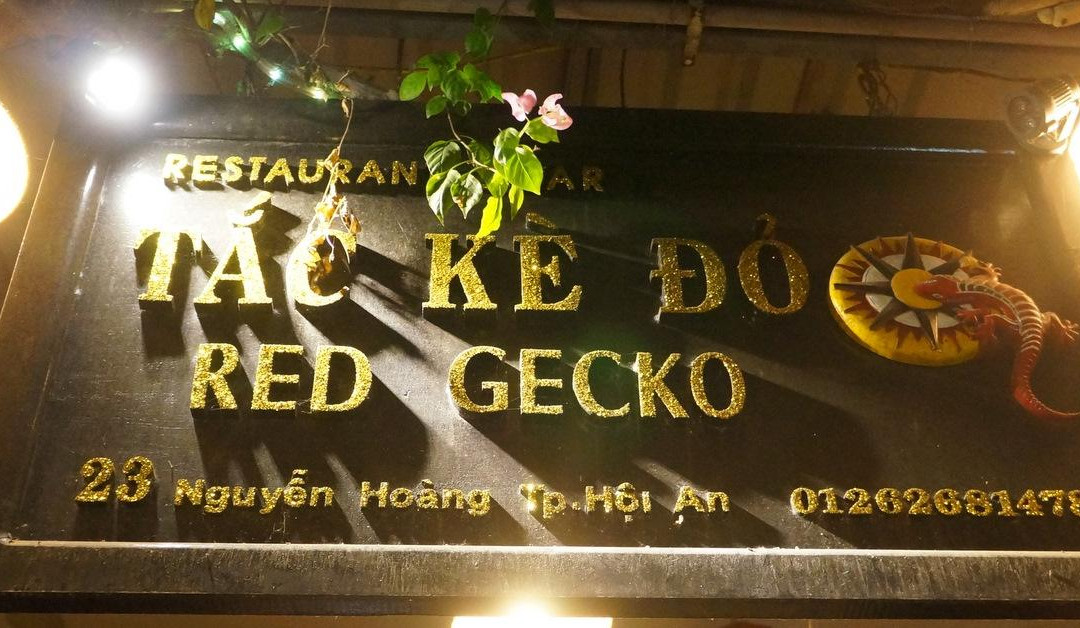 RESTAURAN AR
TẮC KÈ ĐỎ
RED GECKO
23 Nguyễn Hoàng Tp.Hội An 01262681478